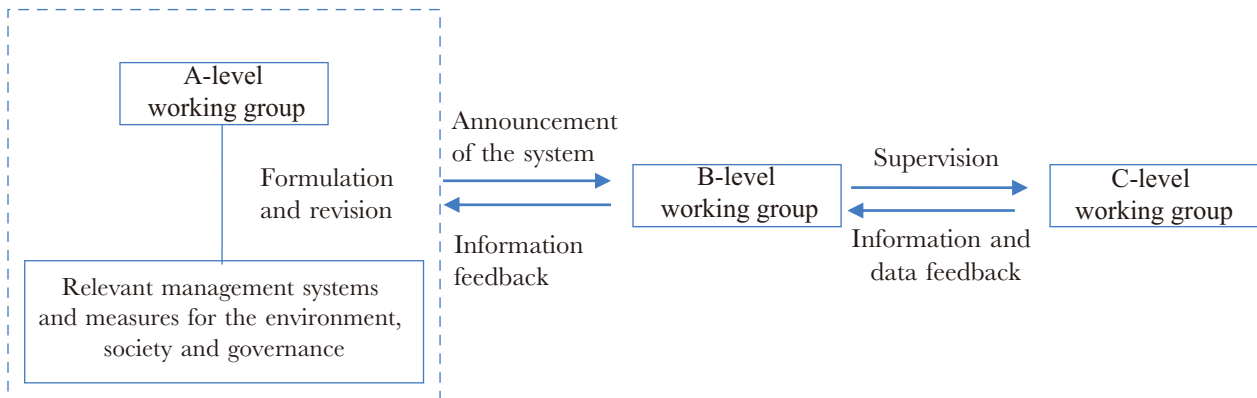 A-level
working group
Formulation
and revision
Relevant management systems
and measures for the environment,
society and governance
Announcement
of the system
Information
feedback
B-level
working group
Supervision
Information and
data feedback
C-level
working group